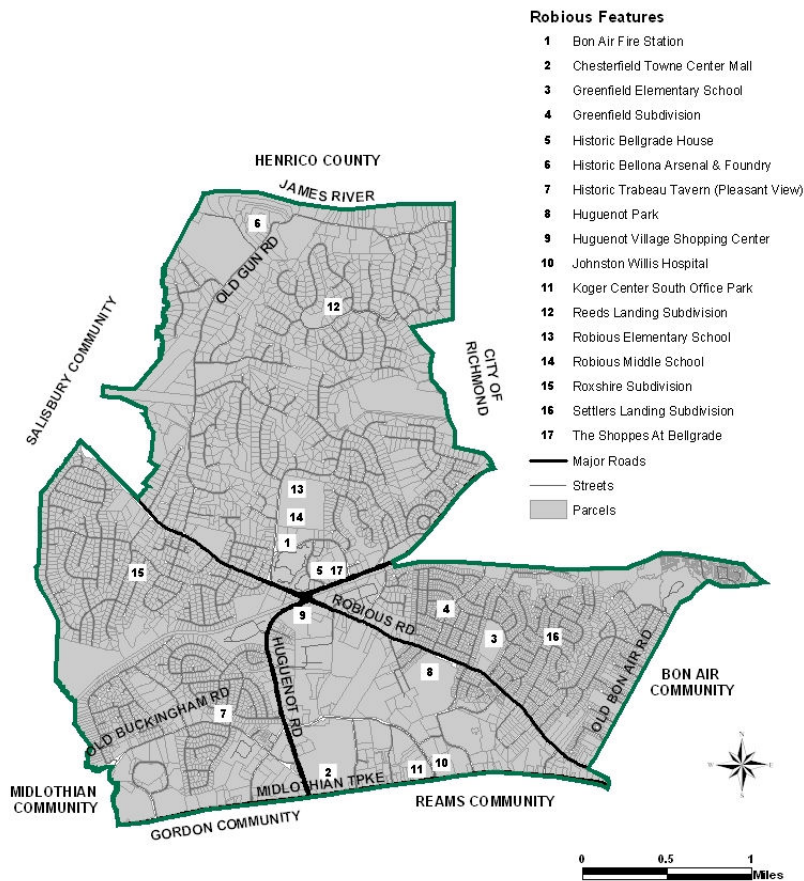 Robious Features
1 Bon Air Fire Station
2 Chesterfield Towne Center Mall
3 Greenfield Elementary School
4 Greenfield Subdivision
5 Historic Bellgrade House
6 Historic Bellona Arsenal & Foundry
7 Historic Trabeau Tavern (Pleasant View)
8 Huguenot Park
9 Huguenot Village Shopping Center
10 Johnston Willis Hospital
11 Koger Center South Office Park
12 Reeds Landing Subdivision
13 Robious Elementary School
14 Robious Middle School
15 Roxshire Subdivision
16 Settlers Landing Subdivision
17 The Shoppes At Bellgrade
Major Roads
Streets
Parcels
HENRICO COUNTY
JAMES RIVER
6
OLD GUN RD
12
SALISBURY COMMUNITY
CITY OF
RICHMOND
13
14
1
15
5 17
9
ROBIOUS RD
4
3
16
HUGUENOT RD
8
OLD BON AIR RD
BON AIR
COMMUNITY
OLD BUCKINGHAM RD
7
2
11
10
MIDLOTHIAN TPKE
MIDLOTHIAN
COMMUNITY
GORDON COMMUNITY
REAMS COMMUNITY
N
W E
S
0 0.5 1
Miles